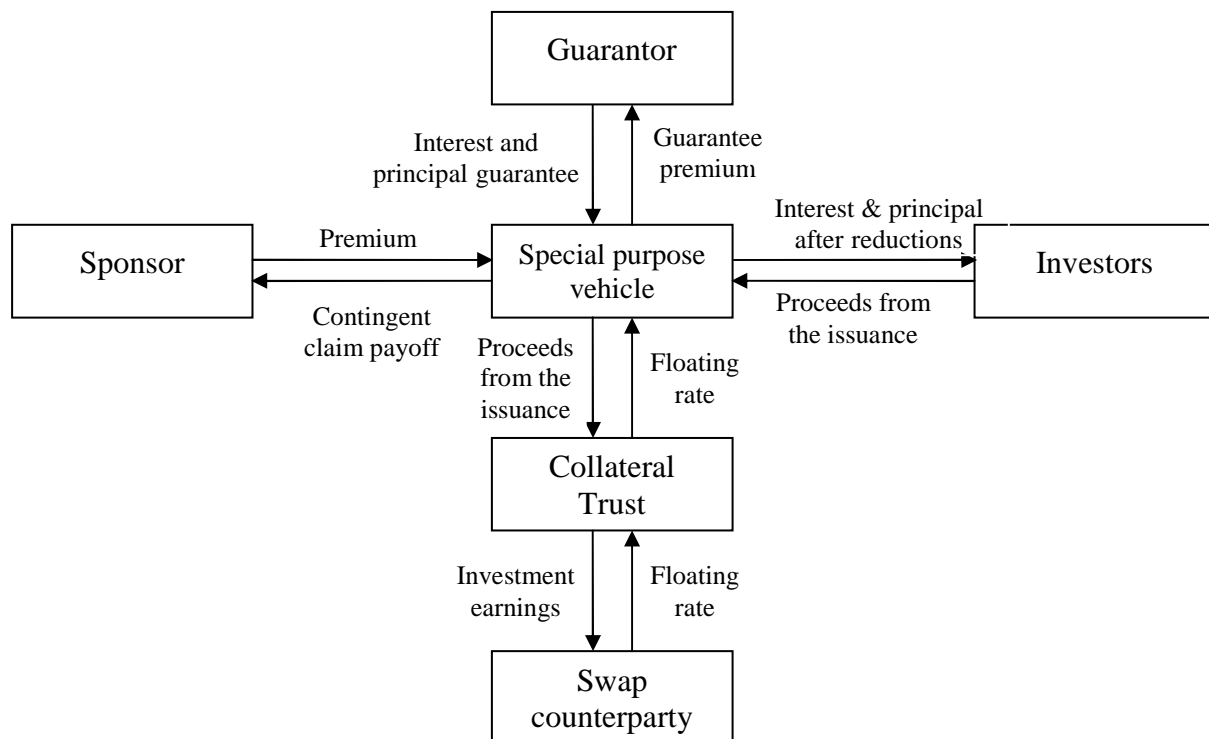 Guarantor
Interest and
principal guarantee
Guarantee
premium
Sponsor
Premium
Contingent
claim payoff
Special purpose
vehicle
Interest & principal
after reductions
Proceeds from
the issuance
Investors
Proceeds
from the
issuance
Floating
rate
Collateral
Trust
Investment
earnings
Floating
rate
Swap
counterparty